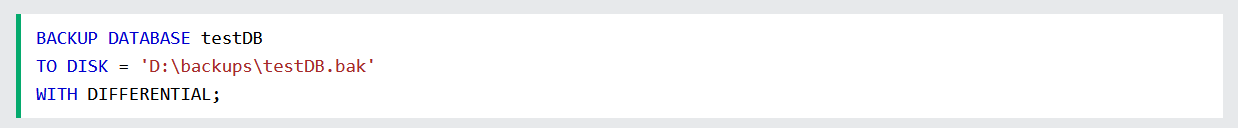 BACKUP DATABASE testDB
TO DISK = 'D:\backups\testDB.bak'
WITH DIFFERENTIAL;